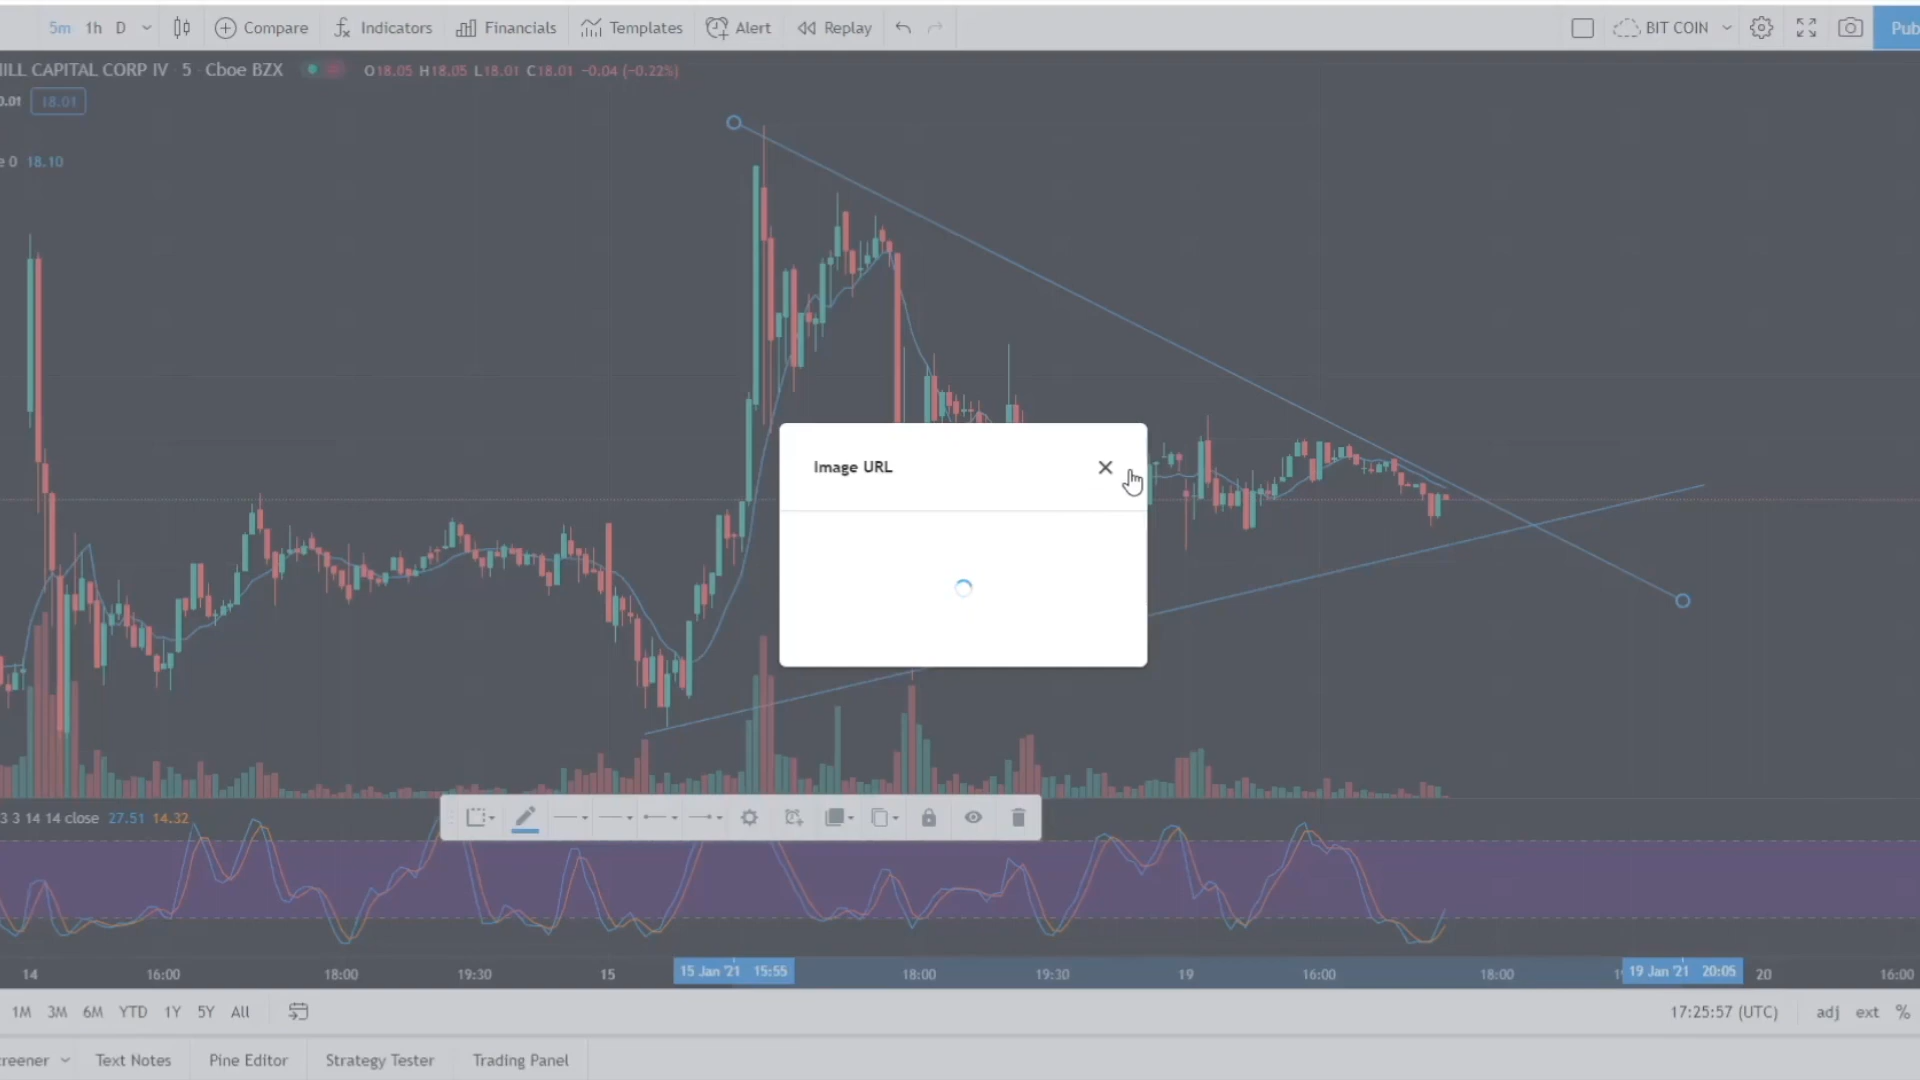 5m 1h D Compare Indicators Financials Templates Alert Replay BIT COIN Pub
HILL CAPITAL CORP IV 5 Cboe BZX O18.05 H18.05 L18.01 C18.01 -0.04 (-0.22%)
0.01 18.01
e 0 18.10
Image URL
3 3 14 14 close 27.51 14.32
14 16:00 18:00 19:30 15 15 Jan '21 15:55 18:00 19:30 19 16:00 18:00 19 Jan '21 20:05 20 16:00
1M 3M 6M YTD 1Y 5Y All 17:25:57 (UTC) adj ext %
creener Text Notes Pine Editor Strategy Tester Trading Panel